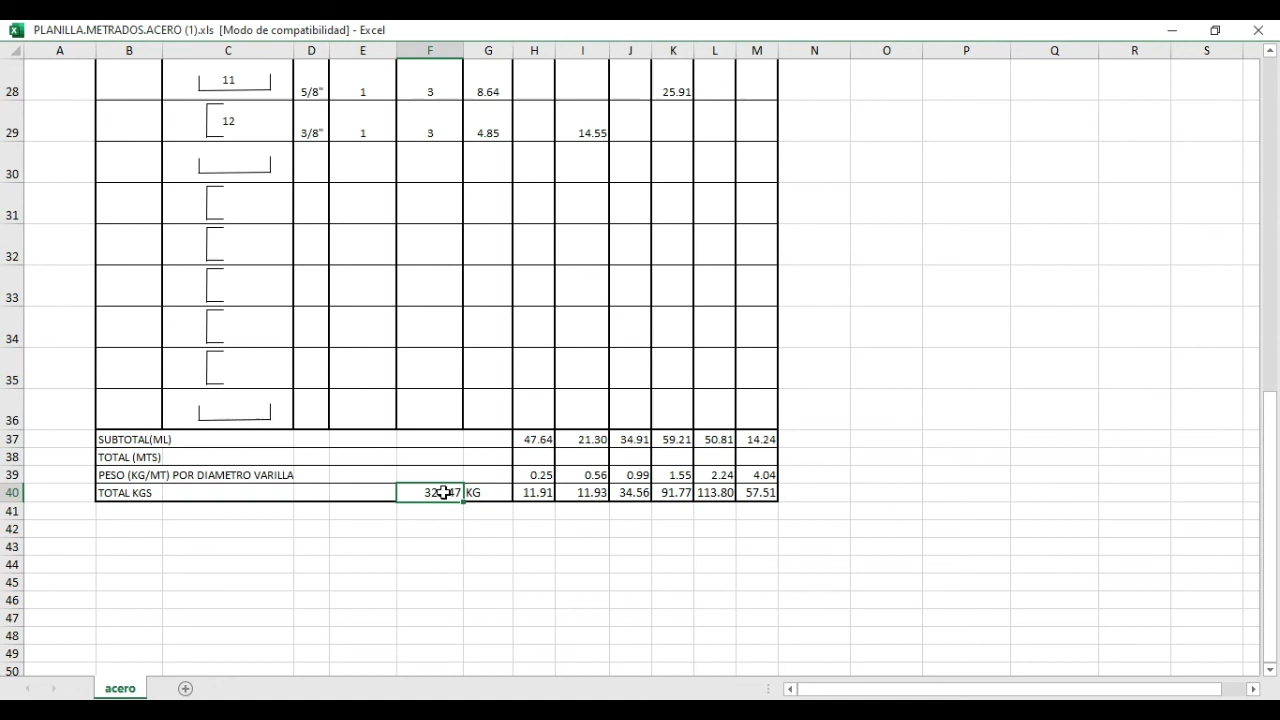 PLANILLA.METRADOS.ACERO (1).xls [Modo de compatibilidad] - Excel
A B C D E F G H I J K L M N O P Q R S
28 11 5/8" 1 3 8.64 25.91
29 12 3/8" 1 3 4.85 14.55
30
31
32
33
34
35
36
37 SUBTOTAL(ML) 47.64 21.30 34.91 59.21 50.81 14.24
38 TOTAL (MTS)
39 PESO (KG/MT) POR DIAMETRO VARILLA 0.25 0.56 0.99 1.55 2.24 4.04
40 TOTAL KGS KG 11.91 11.93 34.56 91.77 113.80 57.51
41
42
43
44
45
46
47
48
49
50
acero